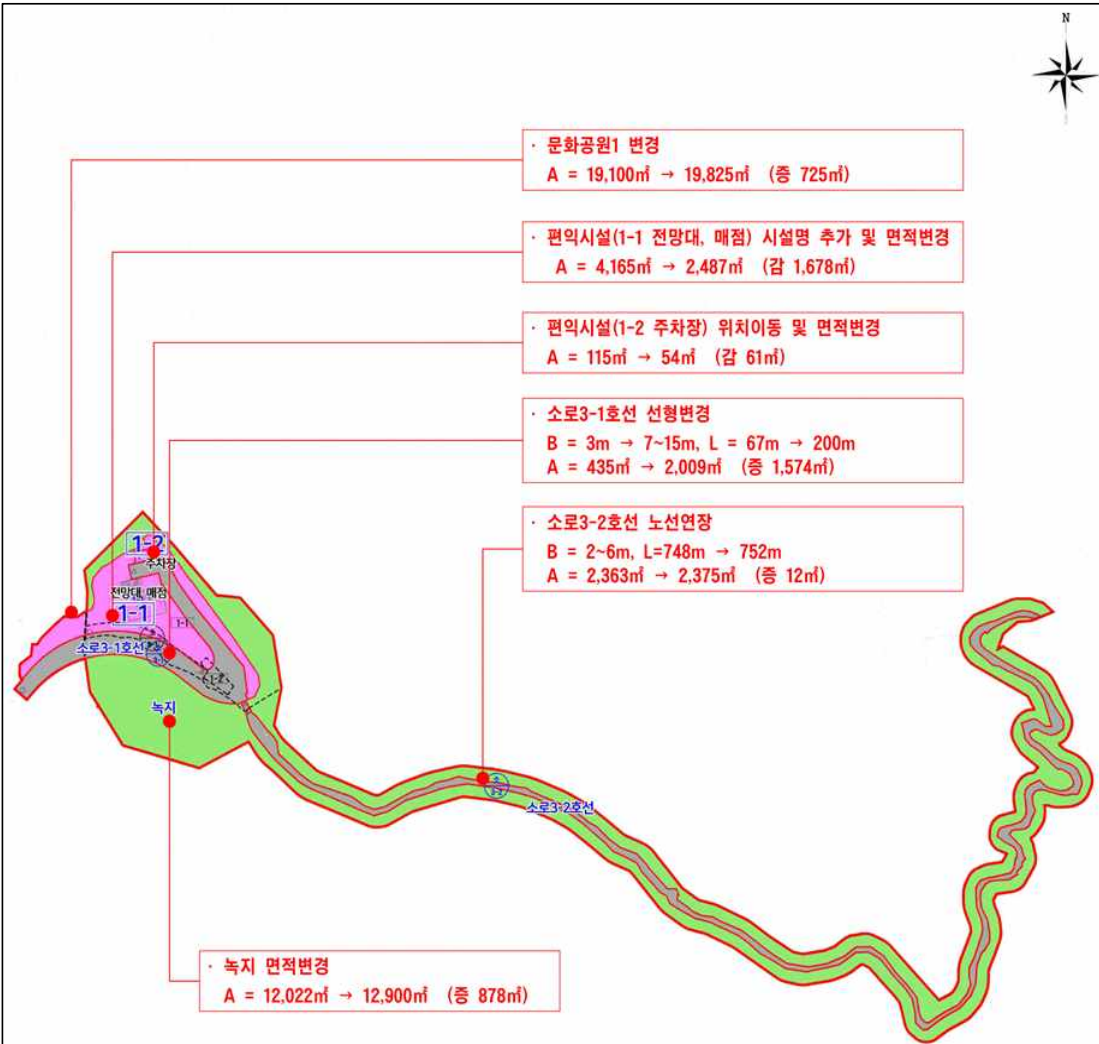 N
· 문화공원1 변경
A = 19,100㎡ → 19,825㎡ (증 725㎡)
· 편익시설(1-1 전망대, 매점) 시설명 추가 및 면적변경
A = 4,165㎡ → 2,487㎡ (감 1,678㎡)
· 편익시설(1-2 주차장) 위치이동 및 면적변경
A = 115㎡ → 54㎡ (감 61㎡)
· 소로3-1호선 선형변경
B = 3m → 7~15m, L = 67m → 200m
A = 435㎡ → 2,009㎡ (증 1,574㎡)
· 소로3-2호선 노선연장
B = 2~6m, L=748m → 752m
A = 2,363㎡ → 2,375㎡ (증 12㎡)
1-2
주차장
전망대, 매점
1-1
1-1
소로3-1호선
1-2
녹지
소로3-2호선
· 녹지 면적변경
A = 12,022㎡ → 12,900㎡ (증 878㎡)